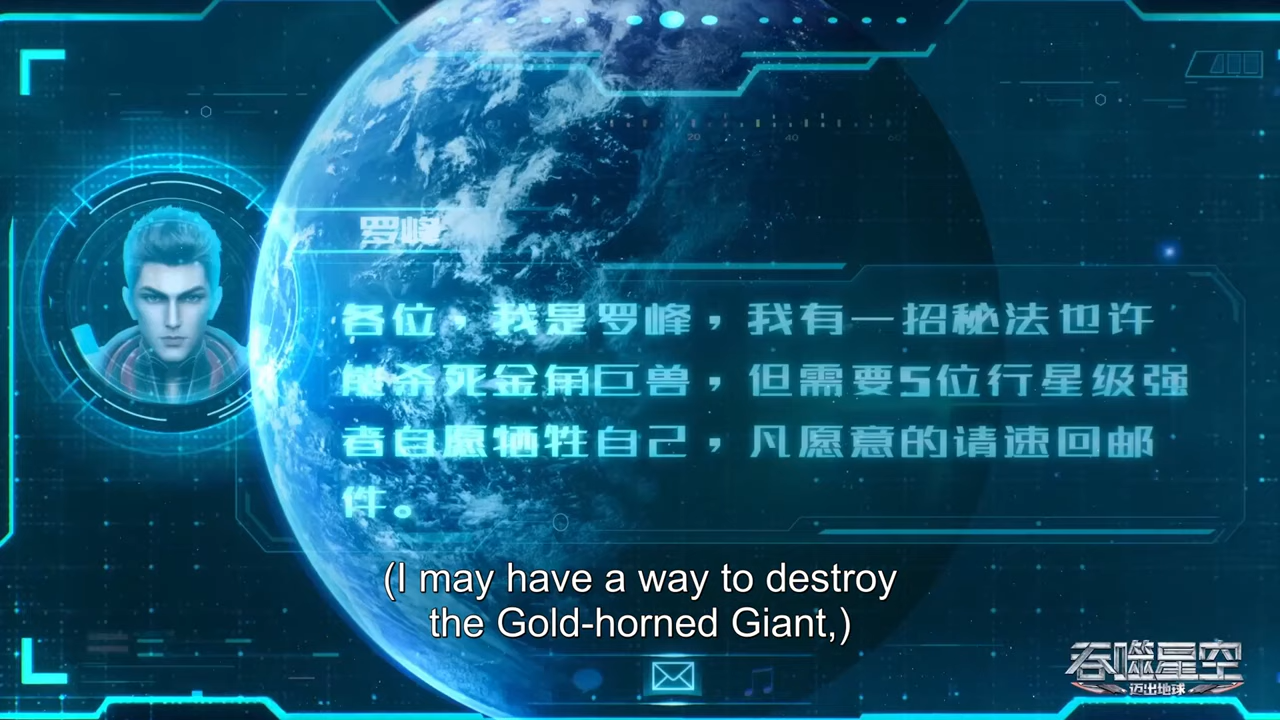 20 40 60
罗峰
各位，我是罗峰，我有一招秘法也许
能杀死金角巨兽，但需要5位行星级强
者自愿牺牲自己，凡愿意的请速回邮
件。
(I may have a way to destroy
the Gold-horned Giant,)
吞噬星空
迈出地球